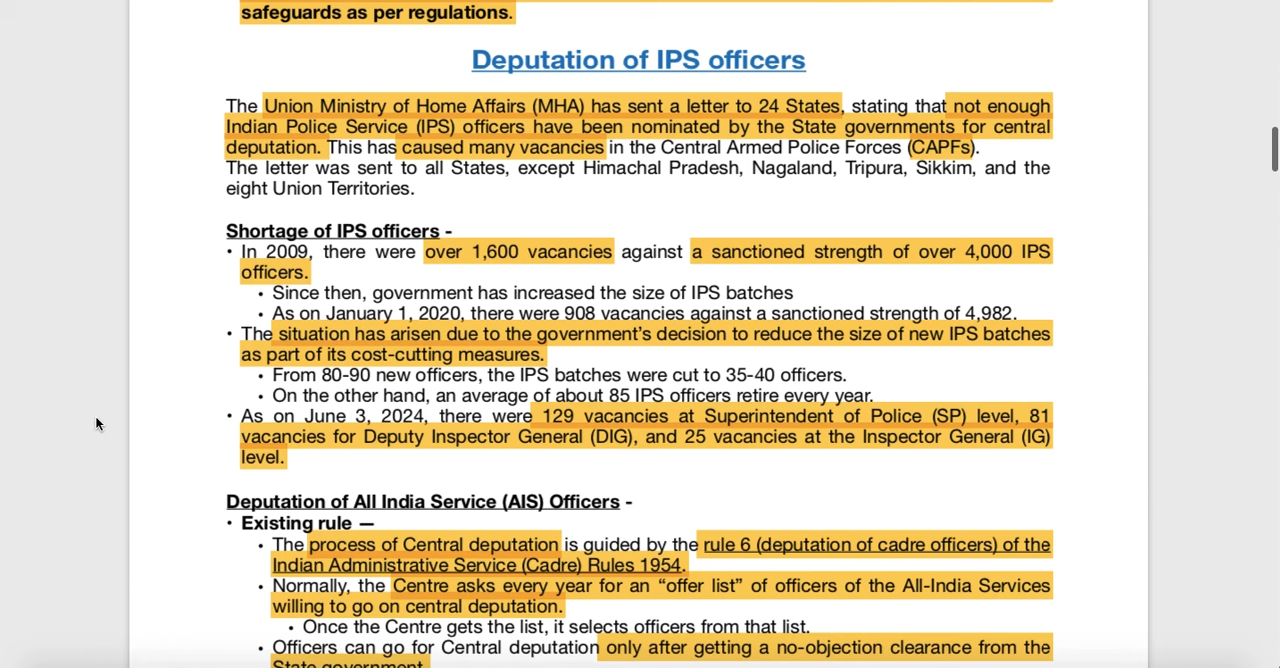 safeguards as per regulations.
Deputation of IPS officers
The Union Ministry of Home Affairs (MHA) has sent a letter to 24 States, stating that not enough
Indian Police Service (IPS) officers have been nominated by the State governments for central
deputation. This has caused many vacancies in the Central Armed Police Forces (CAPFs).
The letter was sent to all States, except Himachal Pradesh, Nagaland, Tripura, Sikkim, and the
eight Union Territories.
Shortage of IPS officers -
• In 2009, there were over 1,600 vacancies against a sanctioned strength of over 4,000 IPS
officers.
• Since then, government has increased the size of IPS batches
• As on January 1, 2020, there were 908 vacancies against a sanctioned strength of 4,982.
• The situation has arisen due to the government's decision to reduce the size of new IPS batches
as part of its cost-cutting measures.
• From 80-90 new officers, the IPS batches were cut to 35-40 officers.
• On the other hand, an average of about 85 IPS officers retire every year.
• As on June 3, 2024, there were 129 vacancies at Superintendent of Police (SP) level, 81
vacancies for Deputy Inspector General (DIG), and 25 vacancies at the Inspector General (IG)
level.
Deputation of All India Service (AIS) Officers -
• Existing rule —
• The process of Central deputation is guided by the rule 6 (deputation of cadre officers) of the
Indian Administrative Service (Cadre) Rules 1954.
• Normally, the Centre asks every year for an “offer list” of officers of the All-India Services
willing to go on central deputation.
• Once the Centre gets the list, it selects officers from that list.
• Officers can go for Central deputation only after getting a no-objection clearance from the
State government.